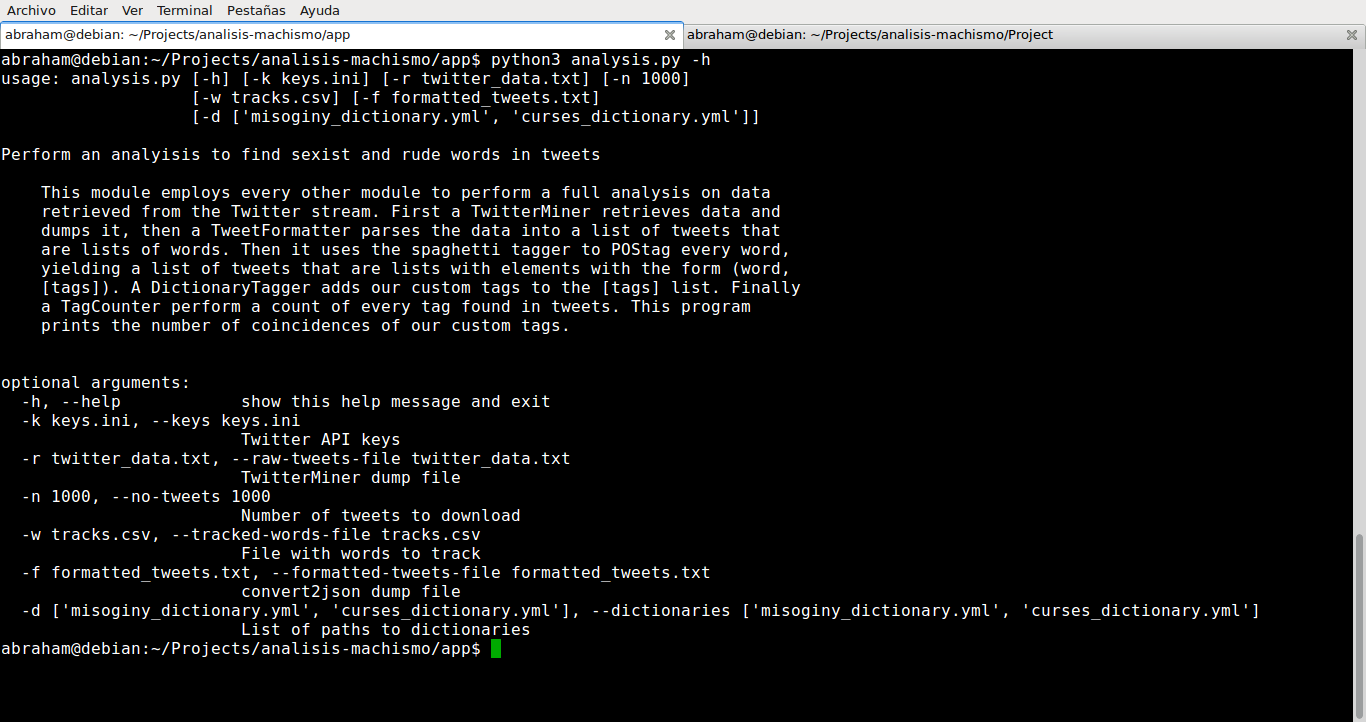 Archivo Editar Ver Terminal Pestañas Ayuda
abraham@debian: ~/Projects/analisis-machismo/app
abraham@debian: ~/Projects/analisis-machismo/Project
abraham@debian:~/Projects/analisis-machismo/app$ python3 analysis.py -h
usage: analysis.py [-h] [-k keys.ini] [-r twitter_data.txt] [-n 1000]
                   [-w tracks.csv] [-f formatted_tweets.txt]
                   [-d ['misoginy_dictionary.yml', 'curses_dictionary.yml']]

Perform an analyisis to find sexist and rude words in tweets

    This module employs every other module to perform a full analysis on data
    retrieved from the Twitter stream. First a TwitterMiner retrieves data and
    dumps it, then a TweetFormatter parses the data into a list of tweets that
    are lists of words. Then it uses the spaghetti tagger to POStag every word,
    yielding a list of tweets that are lists with elements with the form (word,
    [tags]). A DictionaryTagger adds our custom tags to the [tags] list. Finally
    a TagCounter perform a count of every tag found in tweets. This program
    prints the number of coincidences of our custom tags.

optional arguments:
  -h, --help            show this help message and exit
  -k keys.ini, --keys keys.ini
                        Twitter API keys
  -r twitter_data.txt, --raw-tweets-file twitter_data.txt
                        TwitterMiner dump file
  -n 1000, --no-tweets 1000
                        Number of tweets to download
  -w tracks.csv, --tracked-words-file tracks.csv
                        File with words to track
  -f formatted_tweets.txt, --formatted-tweets-file formatted_tweets.txt
                        convert2json dump file
  -d ['misoginy_dictionary.yml', 'curses_dictionary.yml'], --dictionaries ['misoginy_dictionary.yml', 'curses_dictionary.yml']
                        List of paths to dictionaries
abraham@debian:~/Projects/analisis-machismo/app$